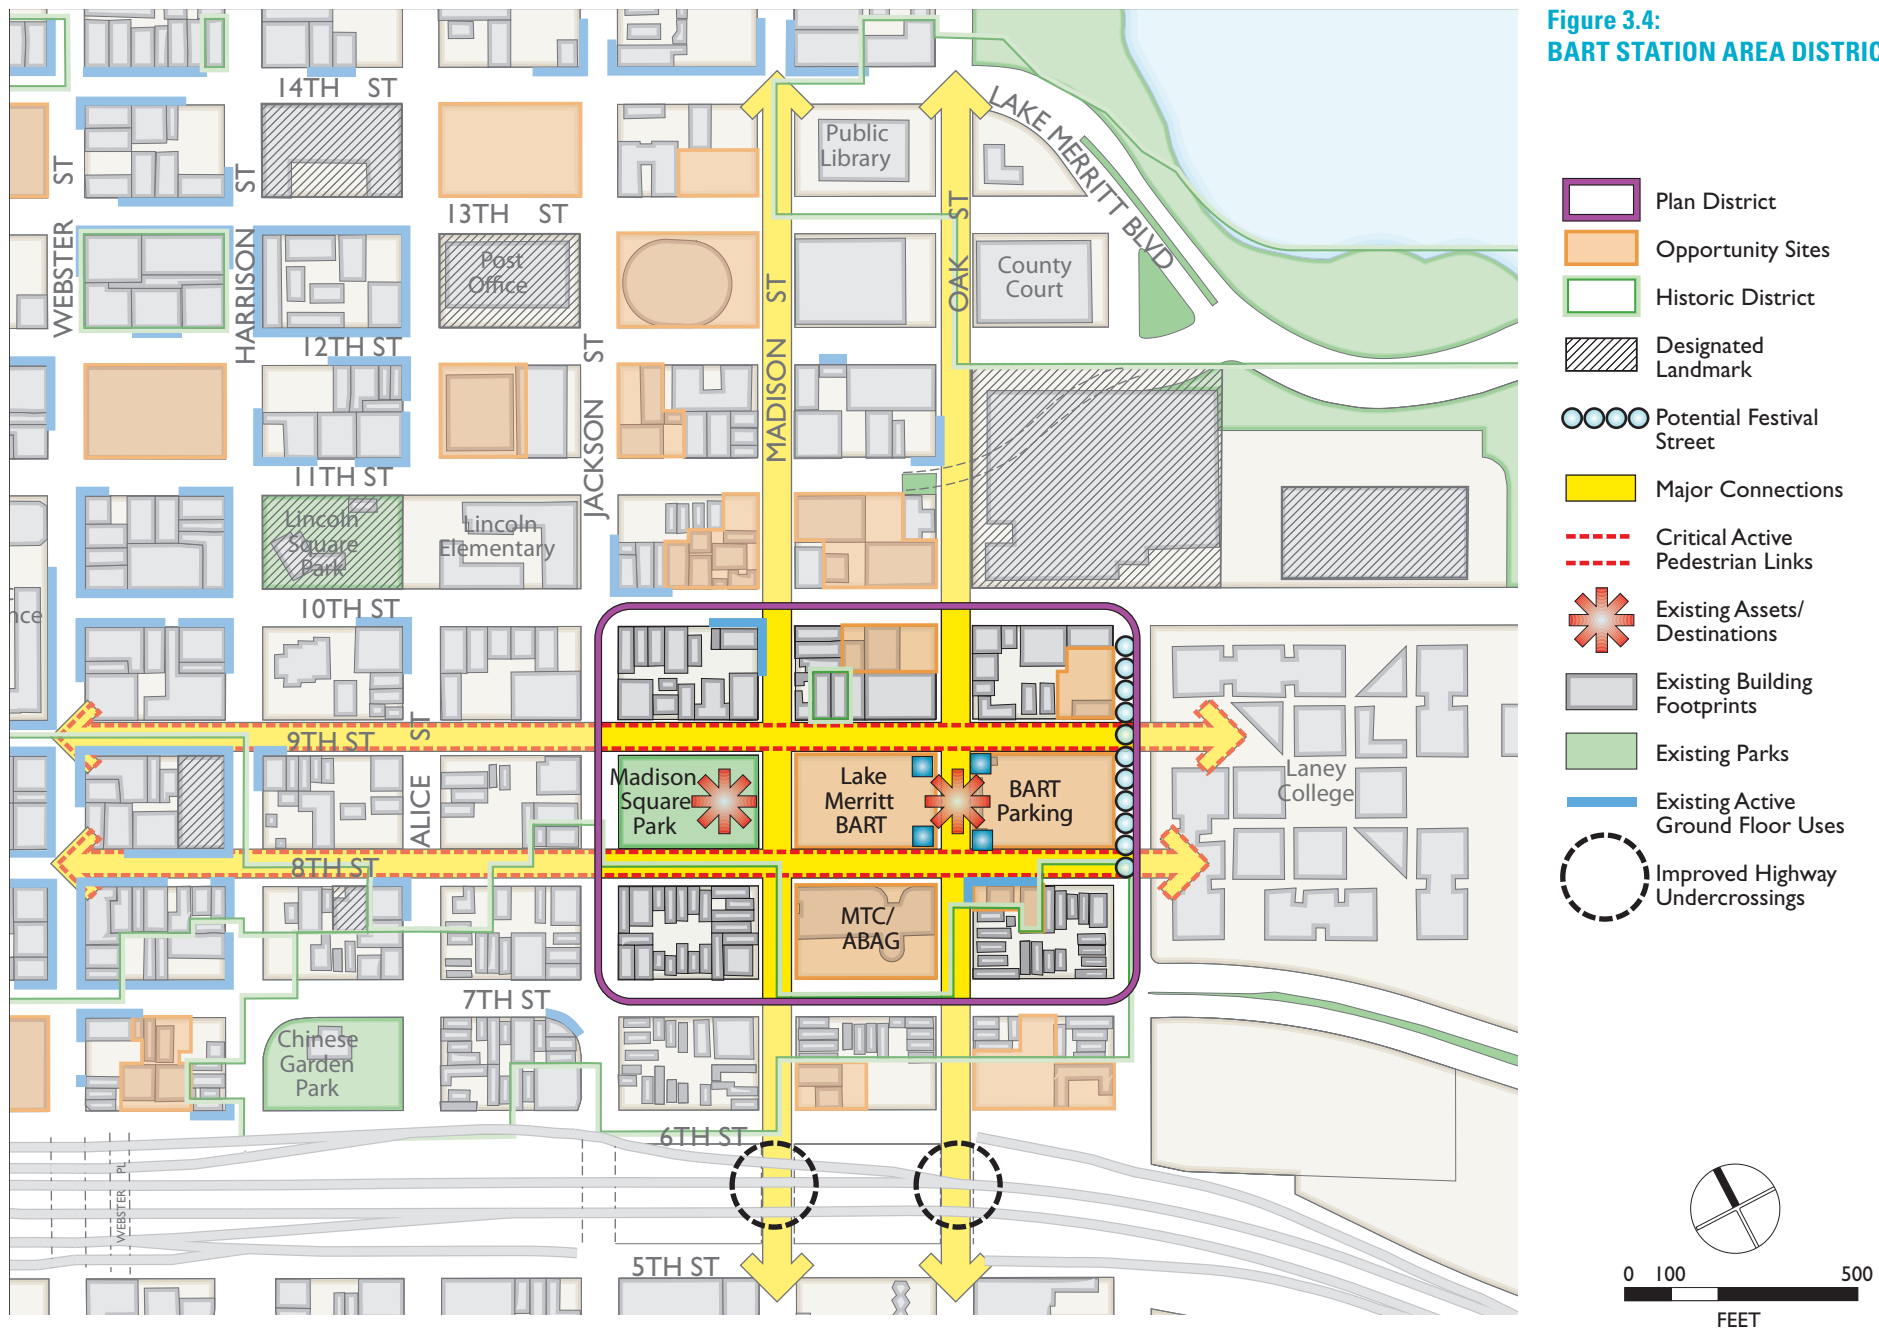 Figure 3.4:
BART STATION AREA DISTRIC
14TH ST
LAKE MERRITT BLVD
Public
Library
ST
ST
13TH ST
OAK ST
WEBSTER
HARRISON
Post
Office
MADISON ST
County
Court
12TH ST
JACKSON ST
11TH ST
Lincoln
Square
Park
Lincoln
Elementary
10TH ST
nce
9TH ST
ALICE ST
Madison
Square
Park
Lake
Merritt
BART
BART
Parking
Laney
College
8TH ST
MTC/
ABAG
7TH ST
Chinese
Garden
Park
6TH ST
WEBSTER PL
5TH ST
Plan District
Opportunity Sites
Historic District
Designated
Landmark
Potential Festival
Street
Major Connections
Critical Active
Pedestrian Links
Existing Assets/
Destinations
Existing Building
Footprints
Existing Parks
Existing Active
Ground Floor Uses
Improved Highway
Undercrossings
0 100 500
FEET